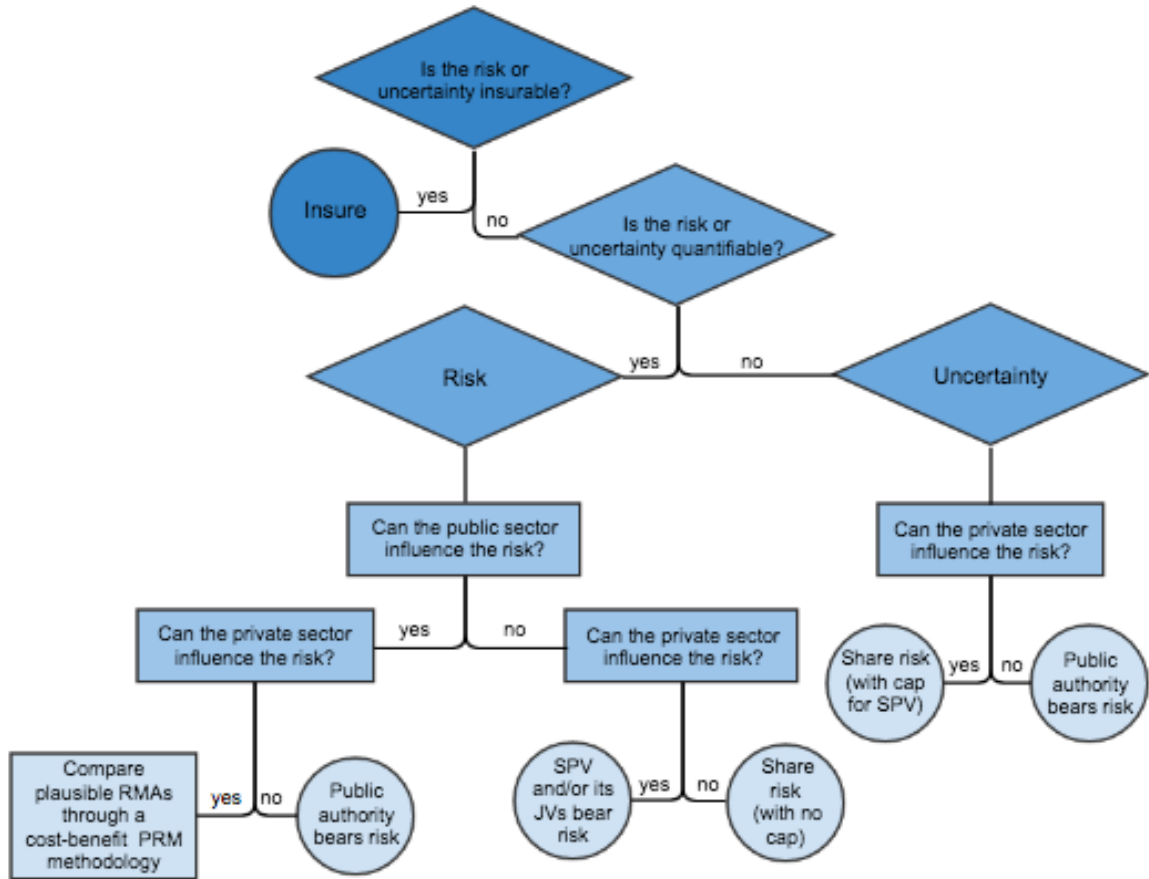 Is the risk or
uncertainty insurable?
yes
Insure
no
Is the risk or
uncertainty quantifiable?
yes
no
Risk
Uncertainty
Can the public sector
influence the risk?
Can the private sector
influence the risk?
yes
no
Can the private sector
influence the risk?
Can the private sector
influence the risk?
Share risk
(with cap
for SPV)
yes
no
Public
authority
bears risk
Compare
plausible RMAs
through a
cost-benefit PRM
methodology
yes
no
Public
authority
bears risk
SPV
and/or its
JVs bear
risk
yes
no
Share
risk
(with no
cap)